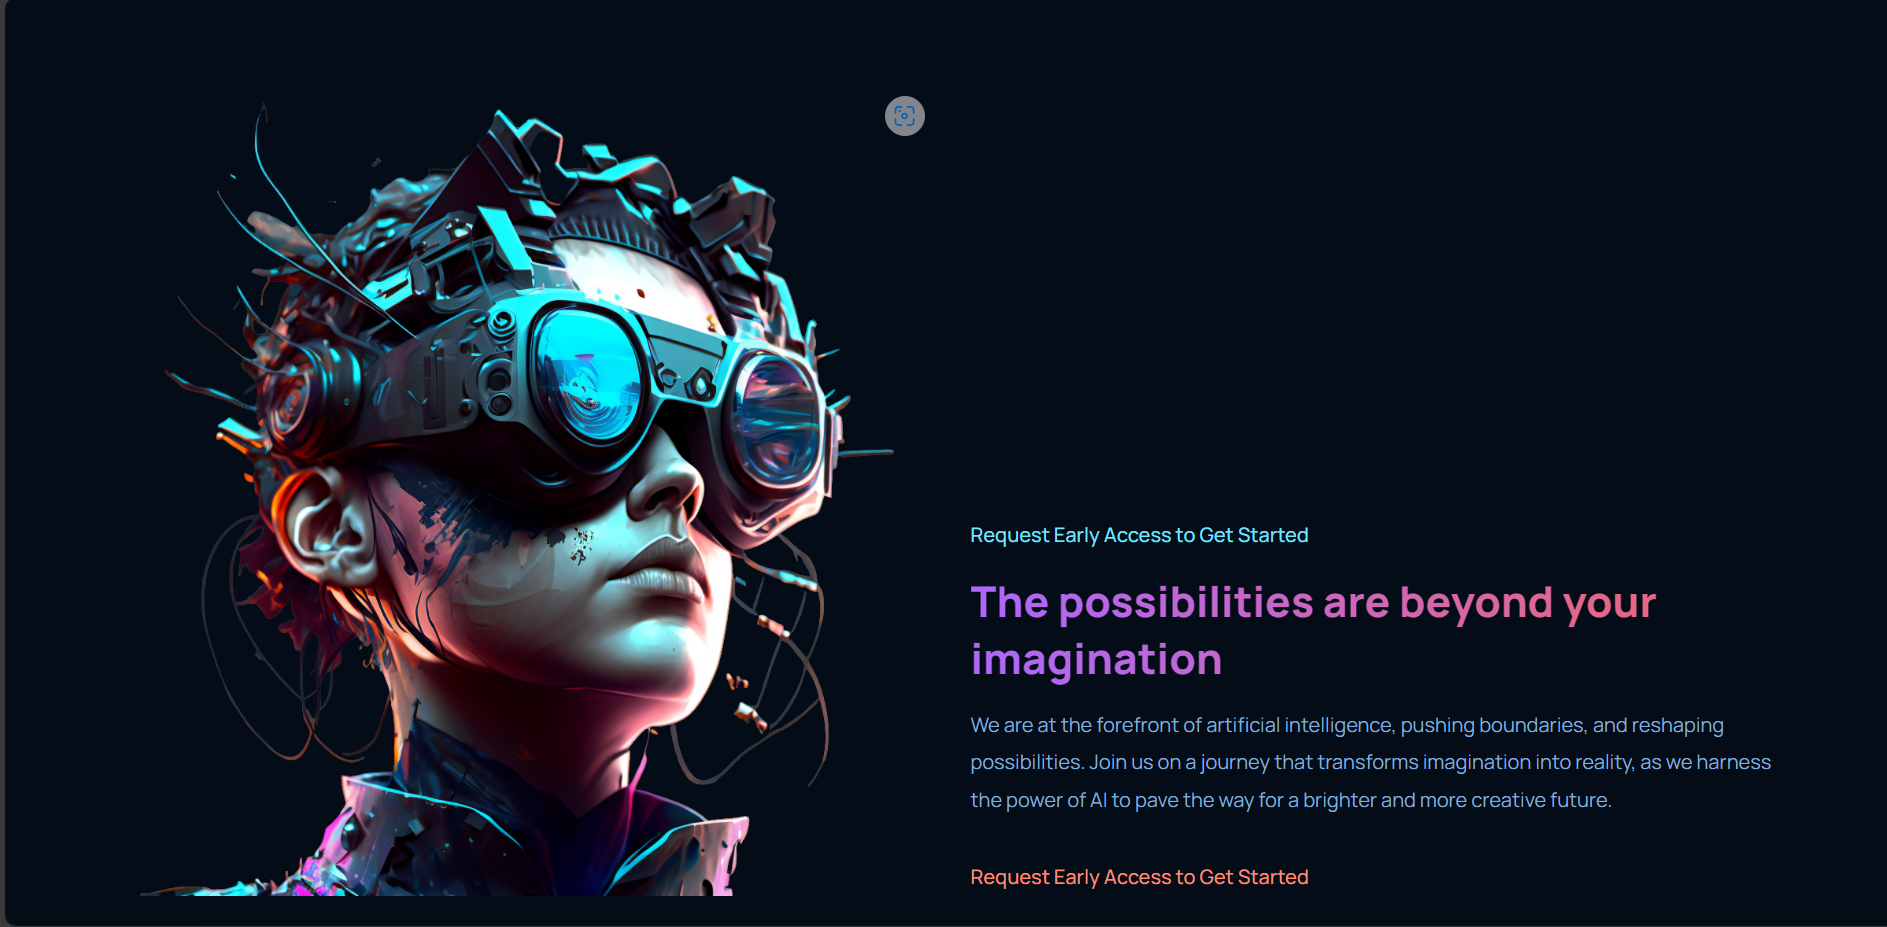 Request Early Access to Get Started
The possibilities are beyond your
imagination
We are at the forefront of artificial intelligence, pushing boundaries, and reshaping
possibilities. Join us on a journey that transforms imagination into reality, as we harness
the power of AI to pave the way for a brighter and more creative future.
Request Early Access to Get Started